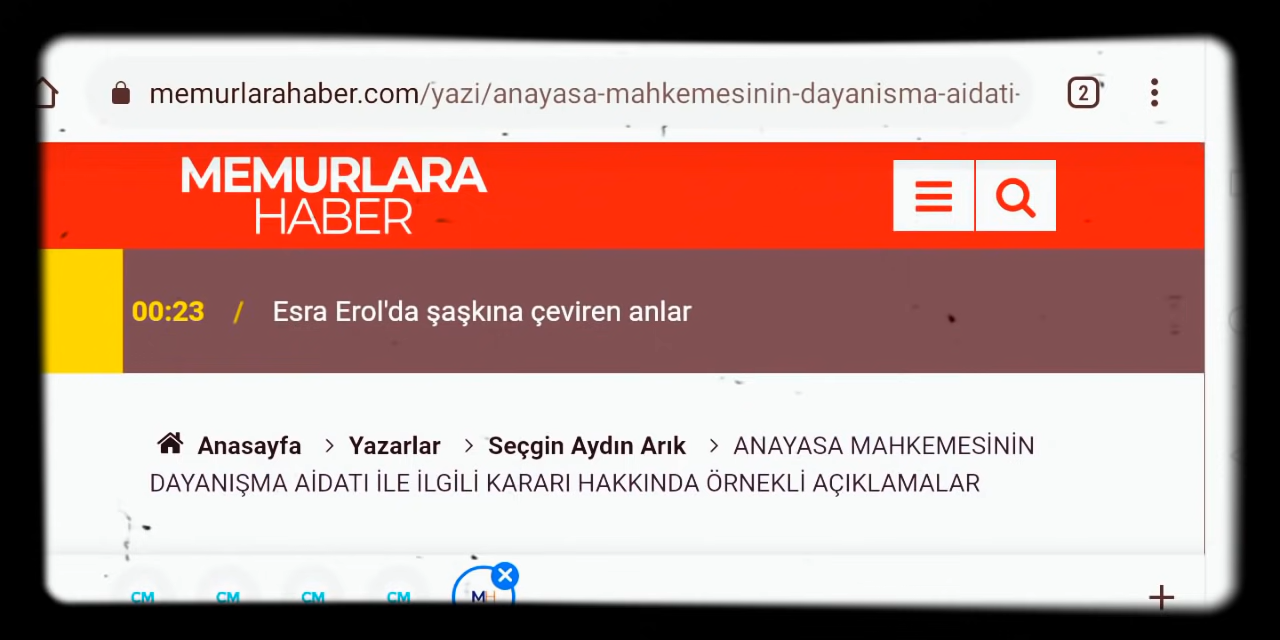 memurlarahaber.com/yazi/anayasa-mahkemesinin-dayanisma-aidati-
2
MEMURLARA
HABER
00:23 / Esra Erol'da şaşkına çeviren anlar
Anasayfa > Yazarlar > Seçgin Aydın Arık > ANAYASA MAHKEMESİNİN
DAYANIŞMA AİDATI İLE İLGİLİ KARARI HAKKINDA ÖRNEKLİ AÇIKLAMALAR
CM CM CM CM MH